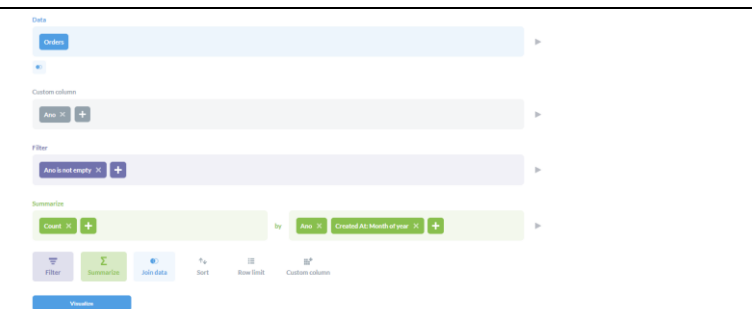 Data
Orders
Custom column
Ano
Filter
Ano is not empty
Summarize
Count by Ano Created At: Month of year
Filter Summarize Join data Sort Row limit Custom column
Visualize